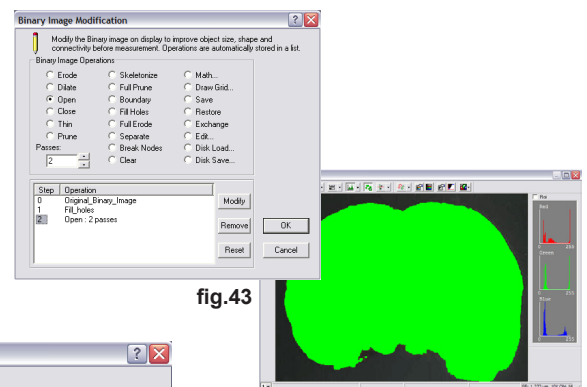 Binary Image Modification
Modify the Binary image on display to improve object size, shape and
connectivity before measurement. Operations are automatically stored in a list.
Binary Image Operations
Erode Skeletonize Math...
Dilate Full Prune Draw Grid...
Open Boundary Save
Close Fill Holes Restore
Thin Full Erode Exchange
Prune Separate Edit...
Passes: Break Nodes Disk Load...
2 Clear Disk Save...
Step Operation
0 Original_Binary_Image Modify
1 Fill_holes
2 Open : 2 passes
Remove OK
Reset Cancel
fig.43
Red
Green
0 255
Blue
0 255